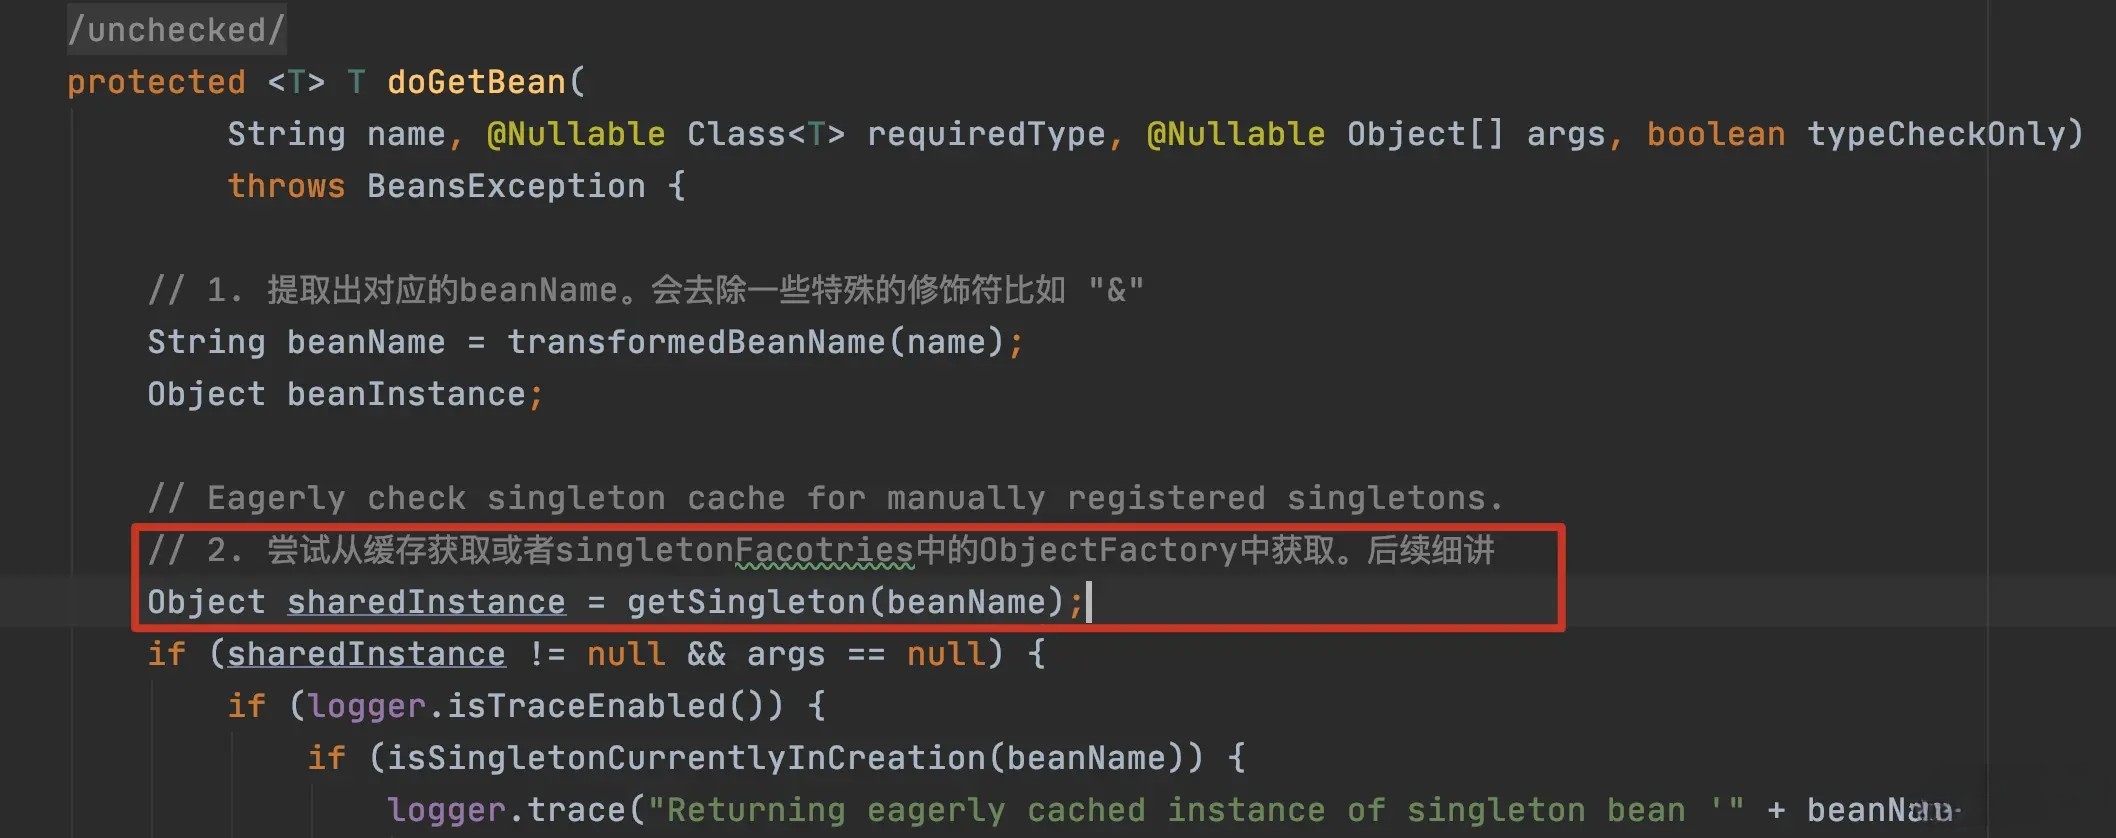 /unchecked/
protected <T> T doGetBean(
String name, @Nullable Class<T> requiredType, @Nullable Object[] args, boolean typeCheckOnly)
throws BeansException {
// 1. 提取出对应的beanName。会去除一些特殊的修饰符比如 "&"
String beanName = transformedBeanName(name);
Object beanInstance;
// Eagerly check singleton cache for manually registered singletons.
// 2. 尝试从缓存获取或者singletonFacotries中的ObjectFactory中获取。后续细讲
Object sharedInstance = getSingleton(beanName);
if (sharedInstance != null && args == null) {
if (logger.isTraceEnabled()) {
if (isSingletonCurrentlyInCreation(beanName)) {
logger.trace("Returning eagerly cached instance of singleton bean '" +